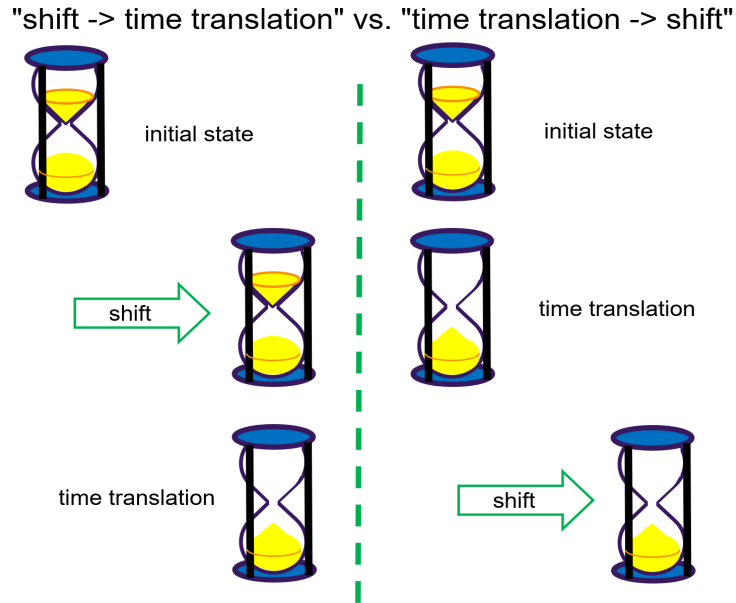 "shift -> time translation" vs. "time translation -> shift"
initial state
shift
time translation
initial state
time translation
shift